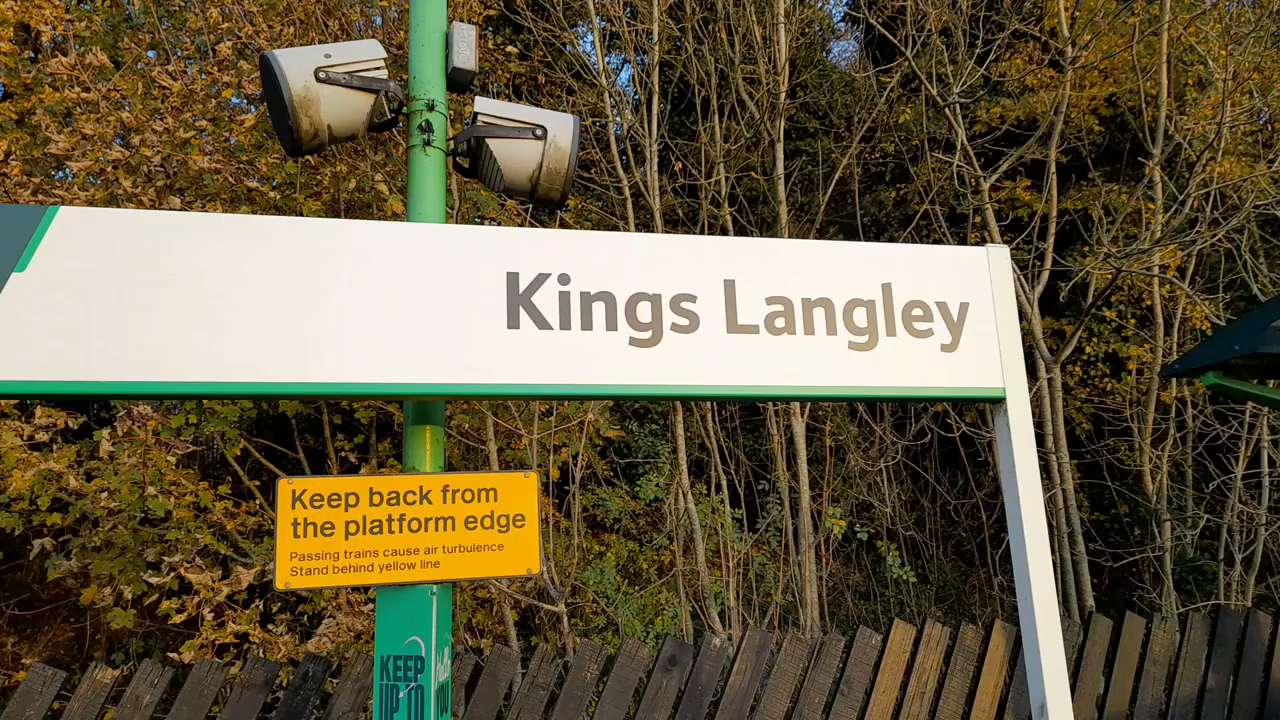 Kings Langley
Keep back from
the platform edge
Passing trains cause air turbulence
Stand behind yellow line
KEEP
UP TO
YOU